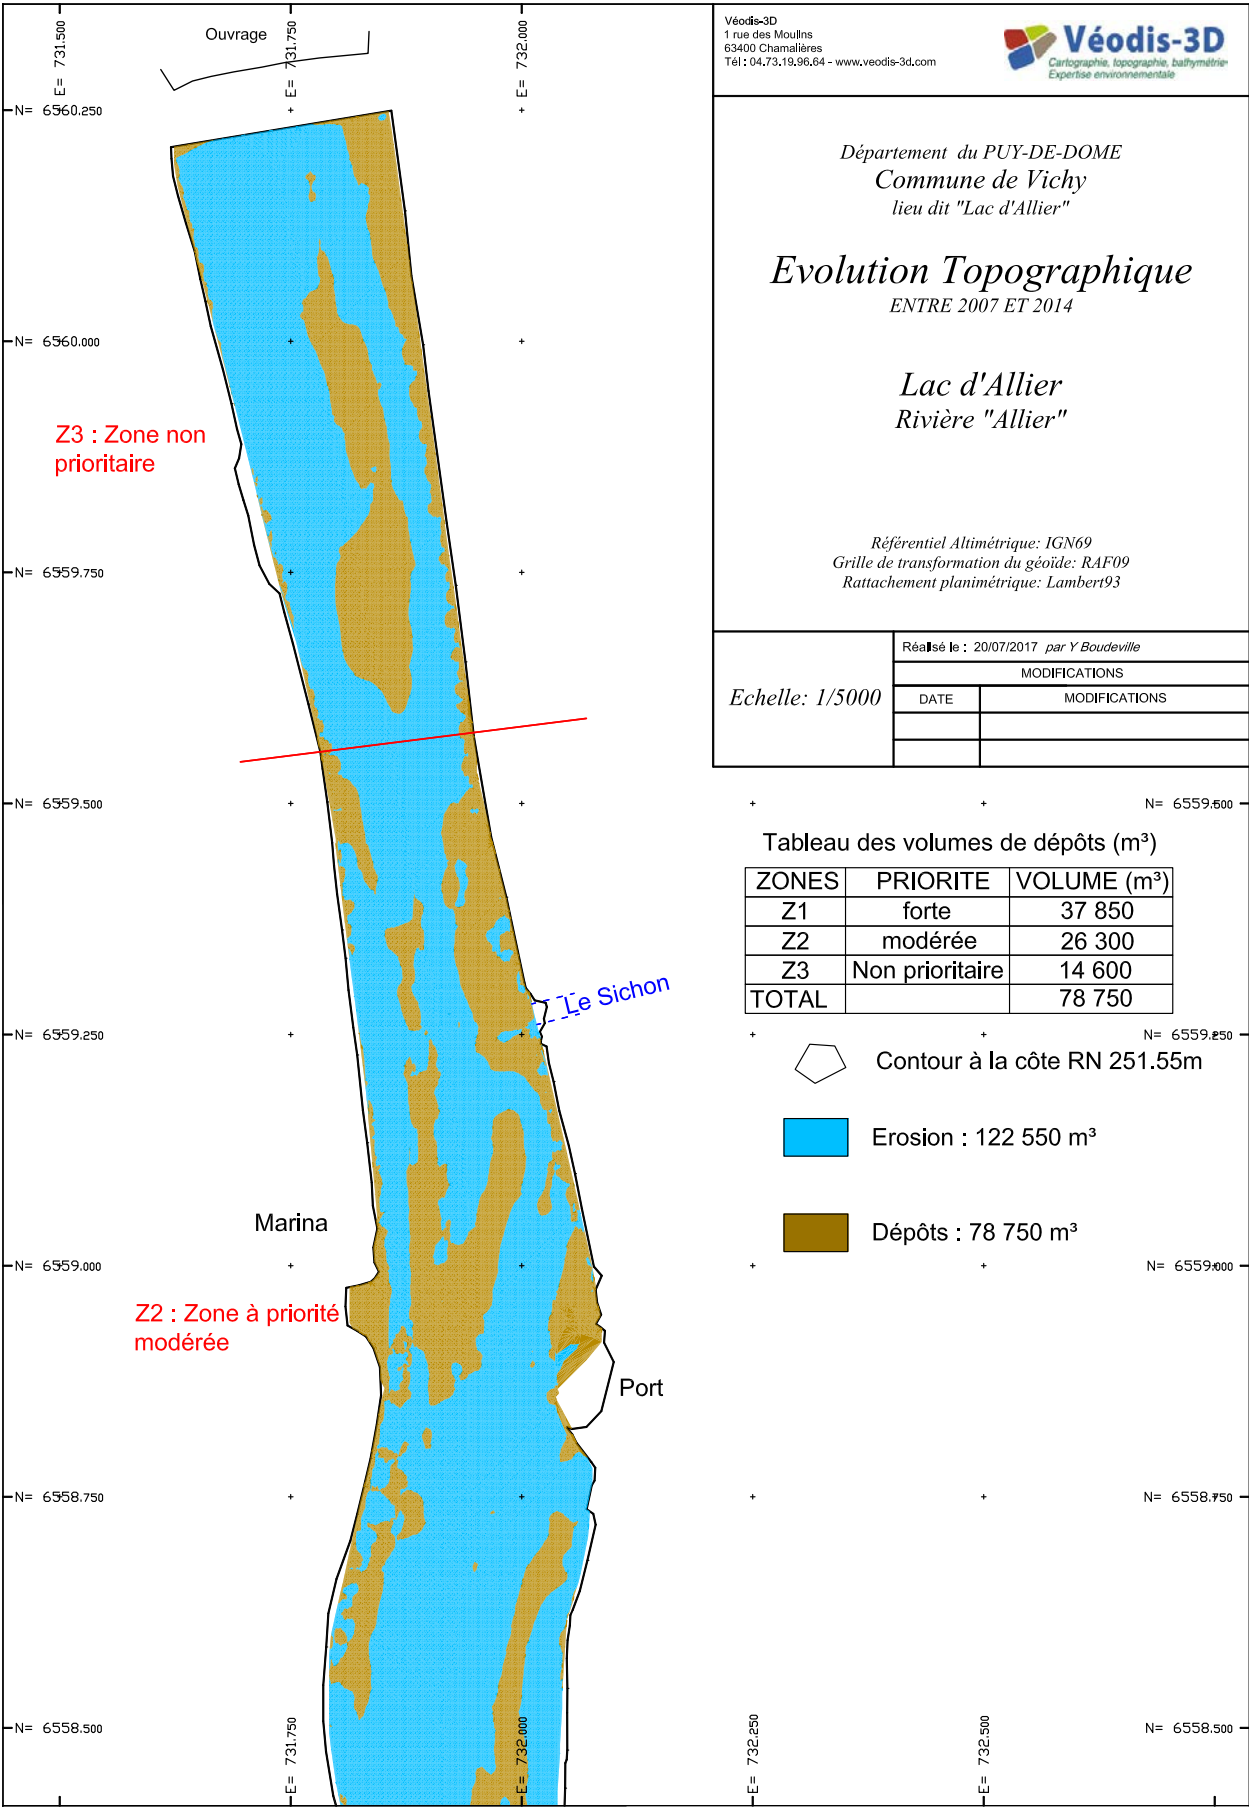 Véodis-3D
1 rue des Moulins
63400 Chamalières
Tél : 04.73.19.96.64 - www.veodis-3d.com
Véodis-3D
Cartographie, topographie, bathymétrie
Expertise environnementale
Département du PUY-DE-DOME
Commune de Vichy
lieu dit "Lac d'Allier"
Evolution Topographique
ENTRE 2007 ET 2014
Lac d'Allier
Rivière "Allier"
Référentiel Altimétrique: IGN69
Grille de transformation du géoïde: RAF09
Rattachement planimétrique: Lambert93
Echelle: 1/5000
Réalisé le : 20/07/2017 par Y Boudeville
MODIFICATIONS
DATE MODIFICATIONS
Ouvrage
E= 731.500
E= 731.750
E= 732.000
N= 6560.250
N= 6560.000
Z3 : Zone non
prioritaire
N= 6559.750
N= 6559.500
N= 6559.500
Tableau des volumes de dépôts (m³)
ZONES PRIORITE VOLUME (m³)
Z1 forte 37 850
Z2 modérée 26 300
Z3 Non prioritaire 14 600
TOTAL 78 750
Le Sichon
N= 6559.250
N= 6559.250
Contour à la côte RN 251.55m
Erosion : 122 550 m³
Dépôts : 78 750 m³
Marina
N= 6559.000
N= 6559.000
Z2 : Zone à priorité
modérée
Port
N= 6558.750
N= 6558.750
N= 6558.500
N= 6558.500
E= 731.750
E= 732.000
E= 732.250
E= 732.500